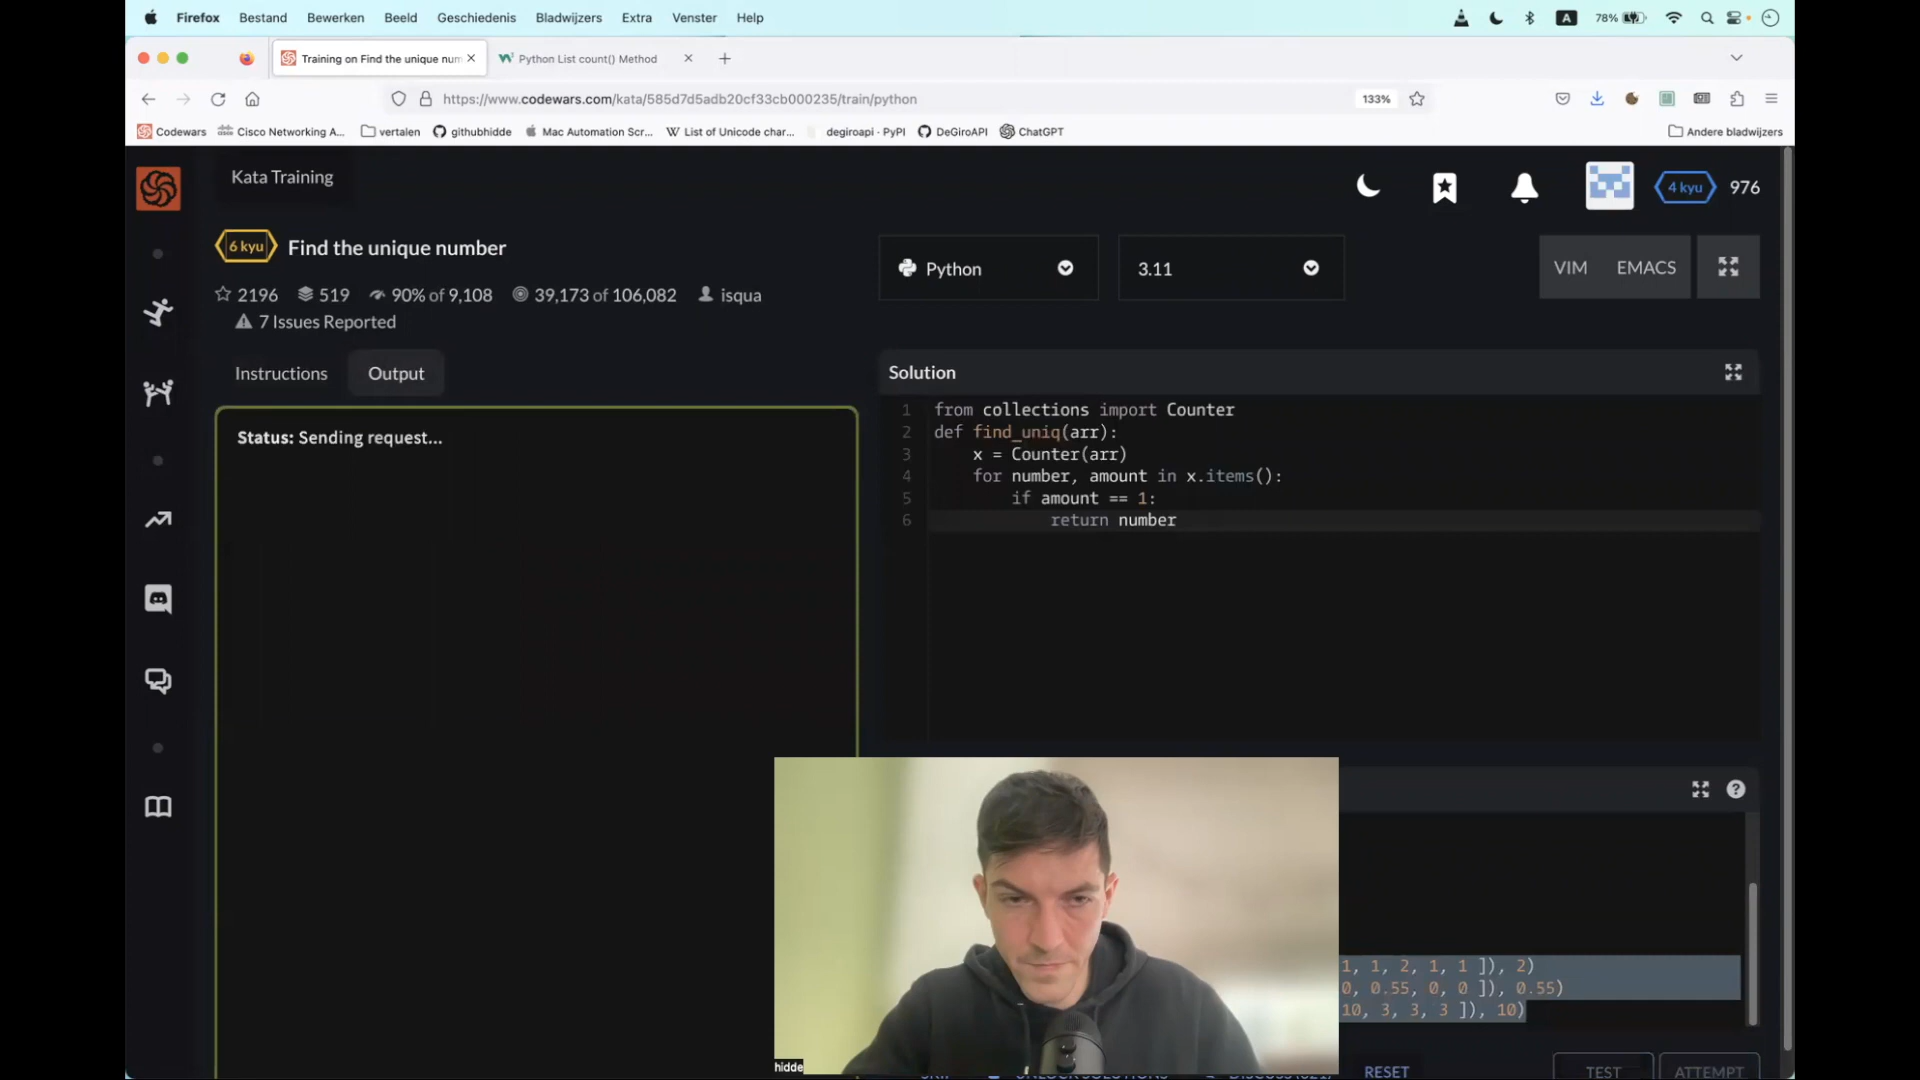 Firefox Bestand Bewerken Beeld Geschiedenis Bladwijzers Extra Venster Help
A 78%
Training on Find the unique num
Python List count() Method
https://www.codewars.com/kata/585d7d5adb20cf33cb000235/train/python 133%
Codewars Cisco Networking A... vertalen githubhidde Mac Automation Scr... List of Unicode char... degiroapi · PyPI DeGiroAPI ChatGPT Andere bladwijzers
Kata Training
4 kyu 976
6 kyu Find the unique number
2196 519 90% of 9,108 39,173 of 106,082 isqua
7 Issues Reported
Python 3.11 VIM EMACS
Instructions Output
Status: Sending request...
Solution
1 from collections import Counter
2 def find_uniq(arr):
3 x = Counter(arr)
4 for number, amount in x.items():
5 if amount == 1:
6 return number
1, 1, 2, 1, 1 ]), 2)
0, 0.55, 0, 0 ]), 0.55)
10, 3, 3, 3 ]), 10)
hidde
RESET TEST ATTEMPT